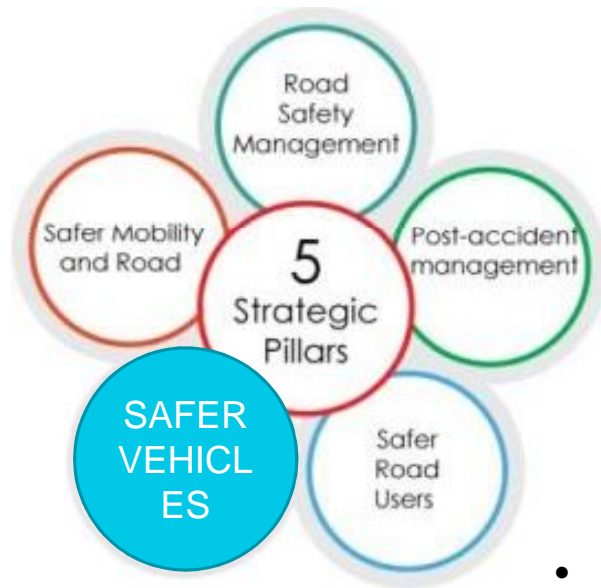 Road
Safety
Management
Safer Mobility
and Road
5
Strategic
Pillars
Post-accident
management
SAFER
VEHICL
ES
Safer
Road
Users
•